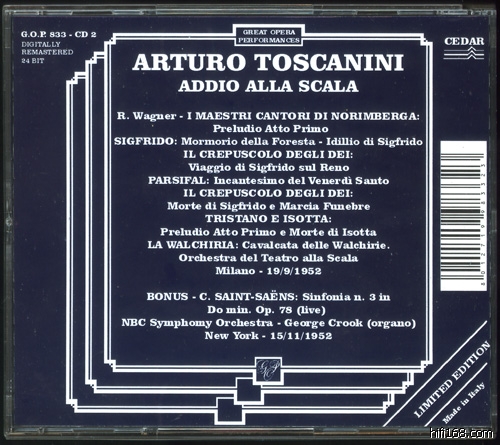 G.O.P. 833 - CD 2
DIGITALLY
REMASTERED
24 BIT
GREAT OPERA
PERFORMANCES
CEDAR
ARTURO TOSCANINI
ADDIO ALLA SCALA
R. Wagner - I MAESTRI CANTORI DI NORIMBERGA:
Preludio Atto Primo
SIGFRIDO: Mormorio della Foresta - Idillio di Sigfrido
IL CREPUSCOLO DEGLI DEI:
Viaggio di Sigfrido sul Reno
PARSIFAL: Incantesimo del Venerdì Santo
IL CREPUSCOLO DEGLI DEI:
Morte di Sigfrido e Marcia Funebre
TRISTANO E ISOTTA:
Preludio Atto Primo e Morte di Isotta
LA WALCHIRIA: Cavalcata delle Walchirie.
Orchestra del Teatro alla Scala
Milano - 19/9/1952
BONUS - C. SAINT-SAËNS: Sinfonia n. 3 in
Do min. Op. 78 (live)
NBC Symphony Orchestra - George Crook (organo)
New York - 15/11/1952
LIMITED EDITION
Made in Italy
hifi168.com